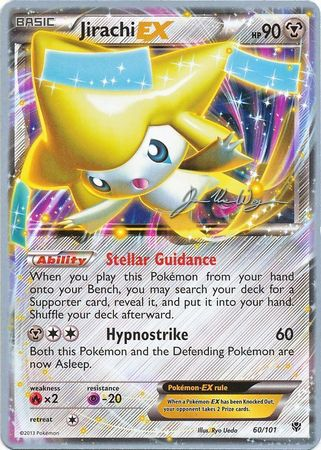 BASIC
Jirachi EX HP 90
Ability Stellar Guidance
When you play this Pokémon from your hand
onto your Bench, you may search your deck for a
Supporter card, reveal it, and put it into your hand.
Shuffle your deck afterward.
Hypnostrike 60
Both this Pokémon and the Defending Pokémon are
now Asleep.
weakness resistance
×2 -20
Pokémon-EX rule
When a Pokémon-EX has been Knocked Out,
your opponent takes 2 Prize cards.
retreat
©2013 Pokémon Illus. Ryo Ueda 60/101